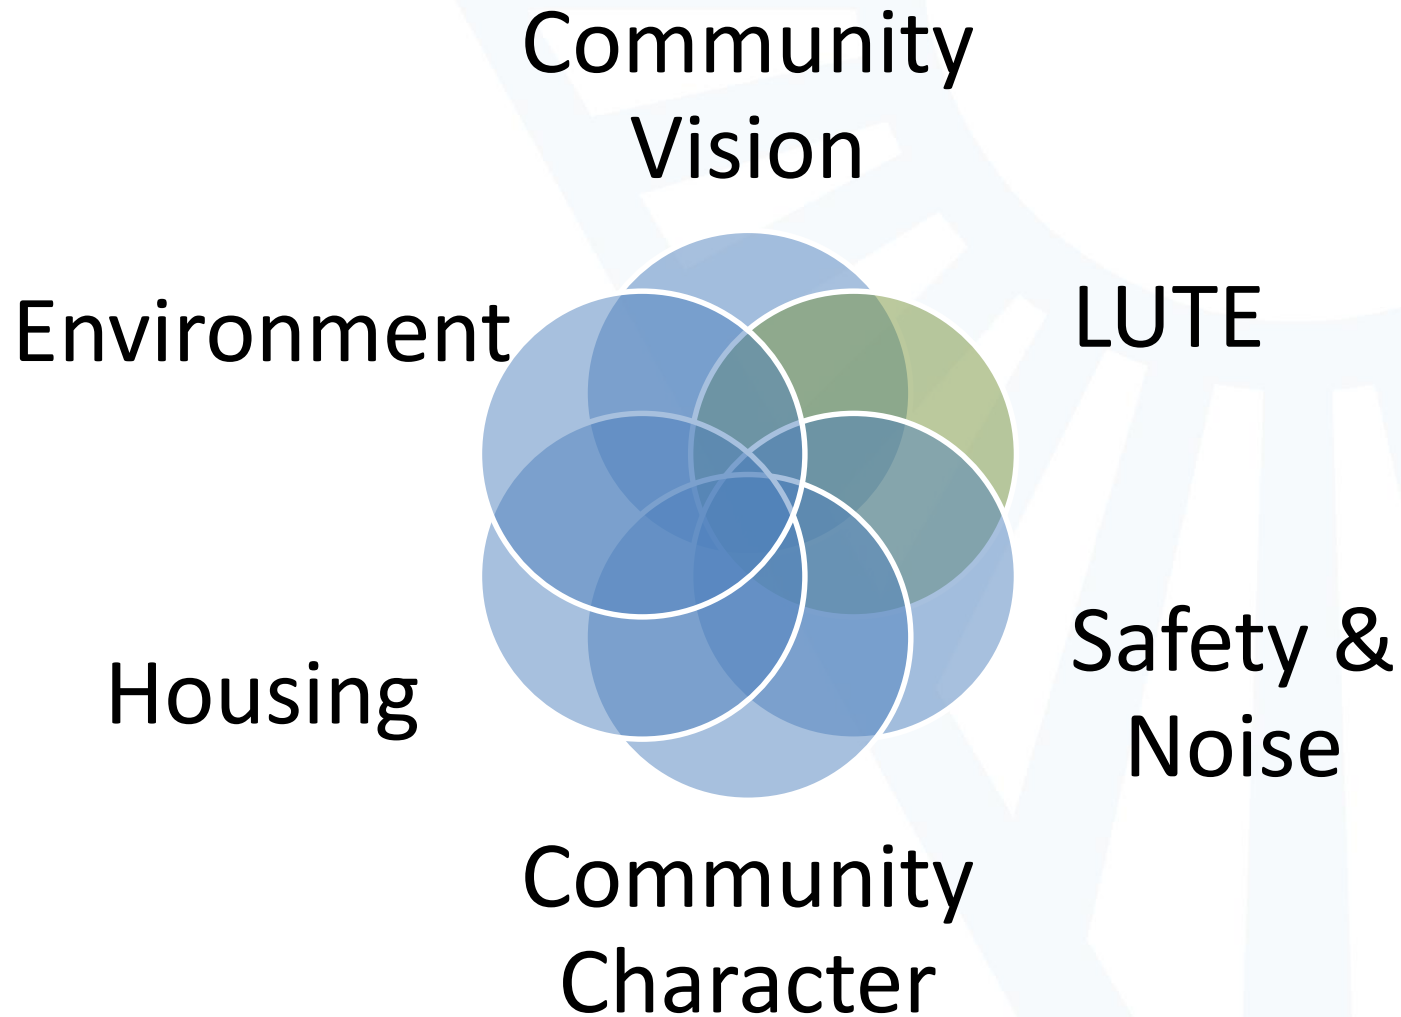 Community
Vision
LUTE
Safety &
Noise
Community
Character
Housing
Environment